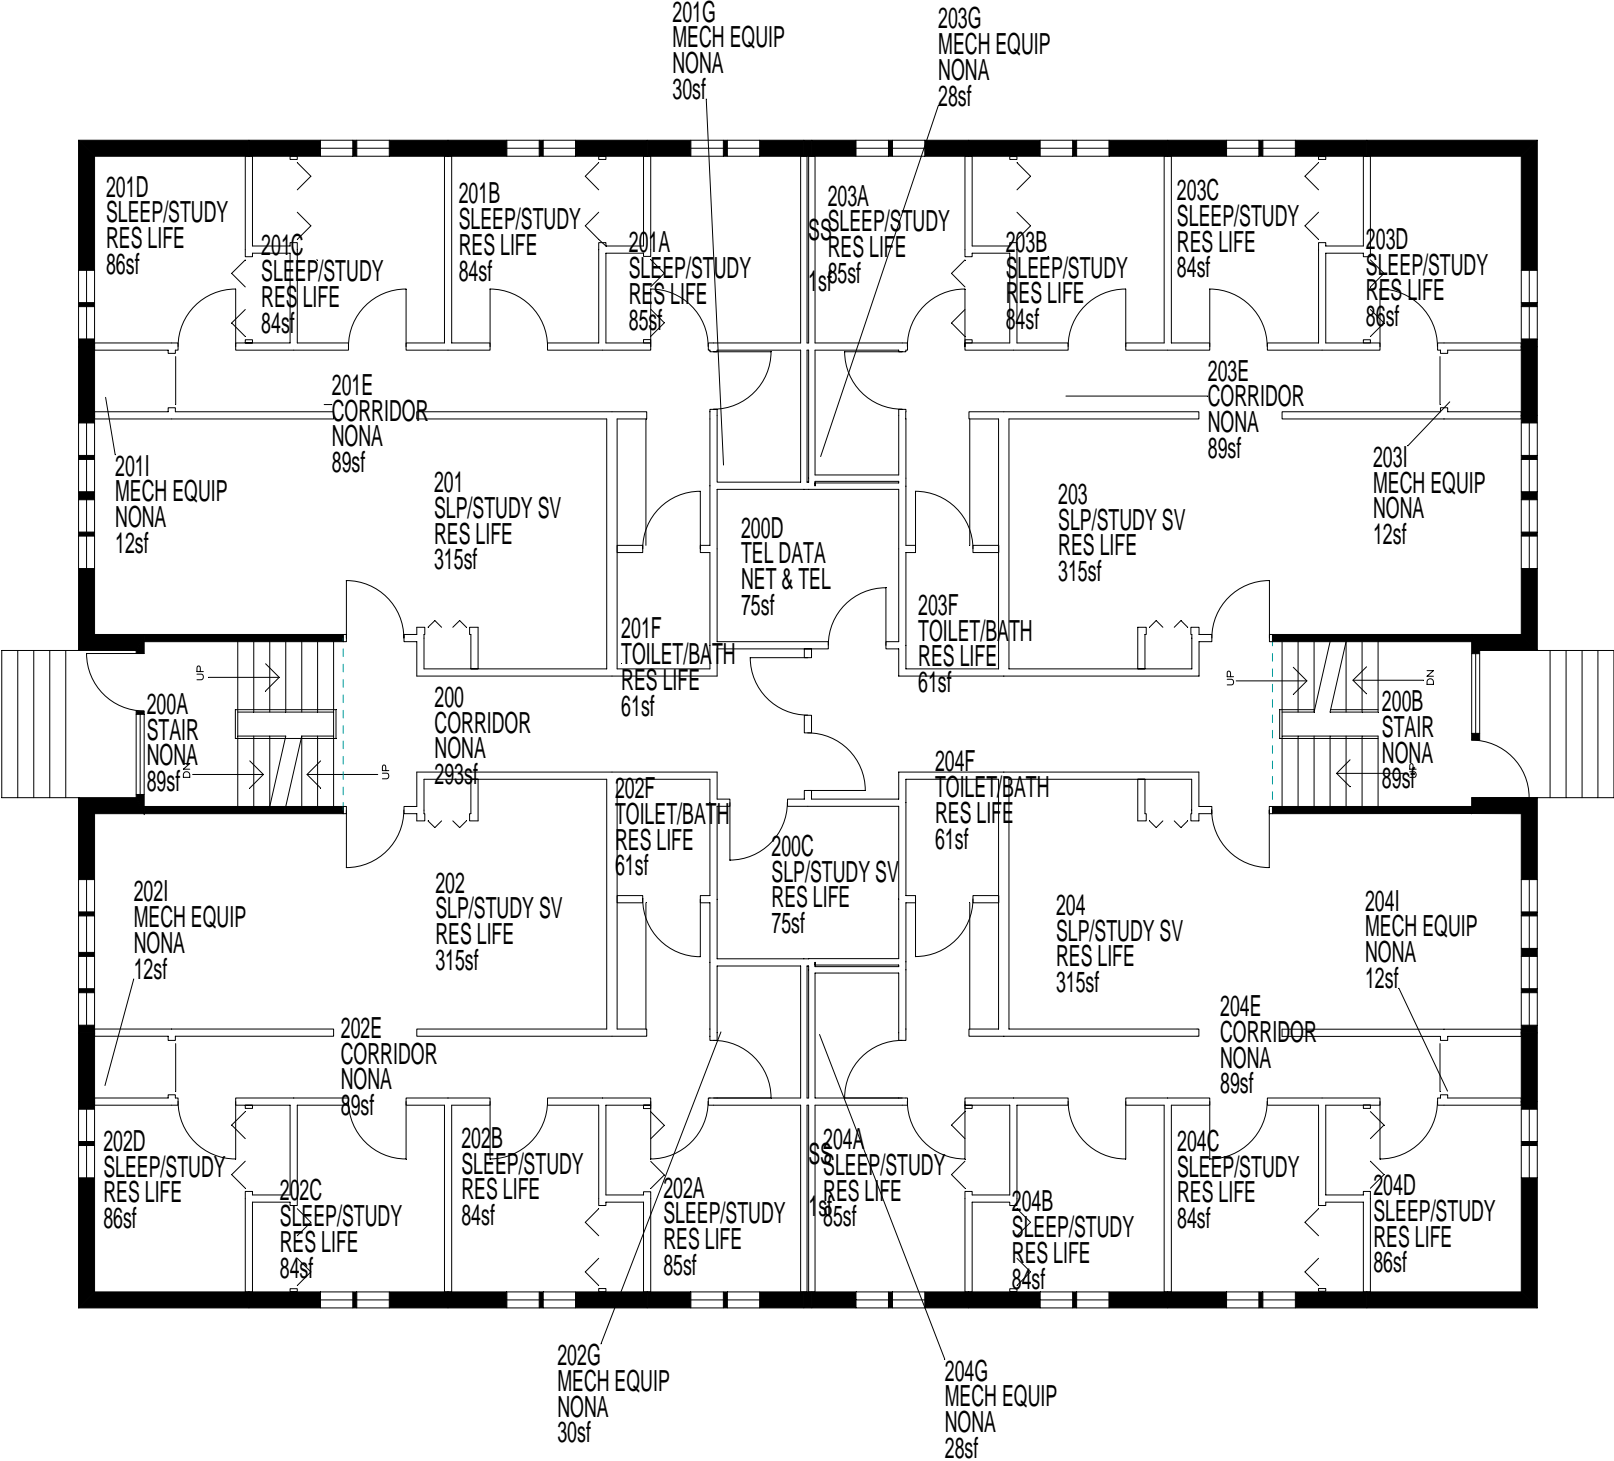 201G
MECH EQUIP
NONA
30sf
203G
MECH EQUIP
NONA
28sf
201D
SLEEP/STUDY
RES LIFE
86sf
201C
SLEEP/STUDY
RES LIFE
84sf
201B
SLEEP/STUDY
RES LIFE
84sf
201A
SLEEP/STUDY
RES LIFE
85sf
SS
1sf
203A
SLEEP/STUDY
RES LIFE
85sf
203B
SLEEP/STUDY
RES LIFE
84sf
203C
SLEEP/STUDY
RES LIFE
84sf
203D
SLEEP/STUDY
RES LIFE
86sf
201E
CORRIDOR
NONA
89sf
203E
CORRIDOR
NONA
89sf
201I
MECH EQUIP
NONA
12sf
201
SLP/STUDY SV
RES LIFE
315sf
200D
TEL DATA
NET & TEL
75sf
203
SLP/STUDY SV
RES LIFE
315sf
203I
MECH EQUIP
NONA
12sf
201F
TOILET/BATH
RES LIFE
61sf
203F
TOILET/BATH
RES LIFE
61sf
UP
200A
STAIR
NONA
89sf
DN
UP
200
CORRIDOR
NONA
293sf
UP
DN
200B
STAIR
NONA
89sf
UP
202F
TOILET/BATH
RES LIFE
61sf
204F
TOILET/BATH
RES LIFE
61sf
202I
MECH EQUIP
NONA
12sf
202
SLP/STUDY SV
RES LIFE
315sf
200C
SLP/STUDY SV
RES LIFE
75sf
204
SLP/STUDY SV
RES LIFE
315sf
204I
MECH EQUIP
NONA
12sf
202E
CORRIDOR
NONA
89sf
204E
CORRIDOR
NONA
89sf
202D
SLEEP/STUDY
RES LIFE
86sf
202C
SLEEP/STUDY
RES LIFE
84sf
202B
SLEEP/STUDY
RES LIFE
84sf
202A
SLEEP/STUDY
RES LIFE
85sf
SS
1sf
204A
SLEEP/STUDY
RES LIFE
85sf
204B
SLEEP/STUDY
RES LIFE
84sf
204C
SLEEP/STUDY
RES LIFE
84sf
204D
SLEEP/STUDY
RES LIFE
86sf
202G
MECH EQUIP
NONA
30sf
204G
MECH EQUIP
NONA
28sf